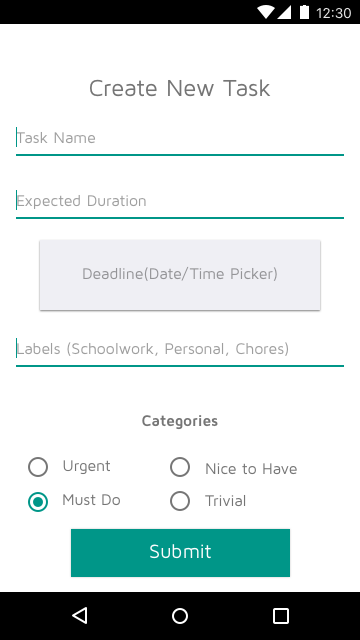 12:30
Create New Task
Task Name
Expected Duration
Deadline(Date/Time Picker)
Labels (Schoolwork, Personal, Chores)
Categories
Urgent
Nice to Have
Must Do
Trivial
Submit